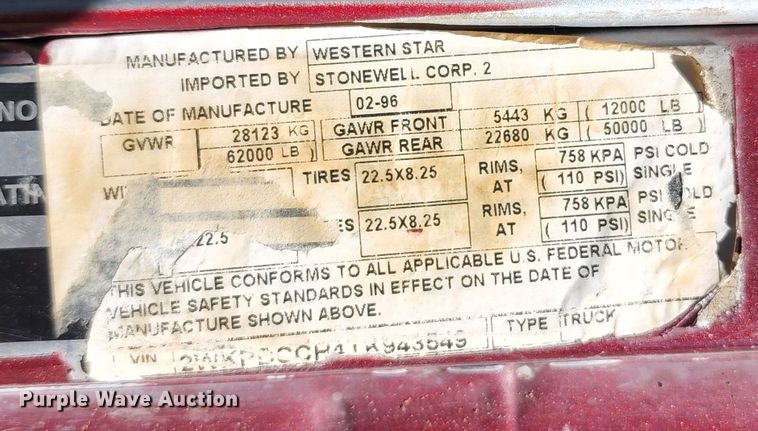 MANUFACTURED BY WESTERN STAR
IMPORTED BY STONEWELL CORP. 2
NO
DATE OF MANUFACTURE 02-96
GVWR 28123 KG GAWR FRONT 5443 KG (12000 LB)
62000 LB) GAWR REAR 22680 KG (50000 LB)
TIRES 22.5X8.25 RIMS, AT 758 KPA (110 PSI) PSI COLD SINGLE
22.5 ES 22.5X8.25 RIMS, AT 758 KPA (110 PSI)
THIS VEHICLE CONFORMS TO ALL APPLICABLE U.S. FEDERAL MOTOR
VEHICLE SAFETY STANDARDS IN EFFECT ON THE DATE OF
MANUFACTURE SHOWN ABOVE.
VIN TYPE TRUCK
Purple Wave Auction